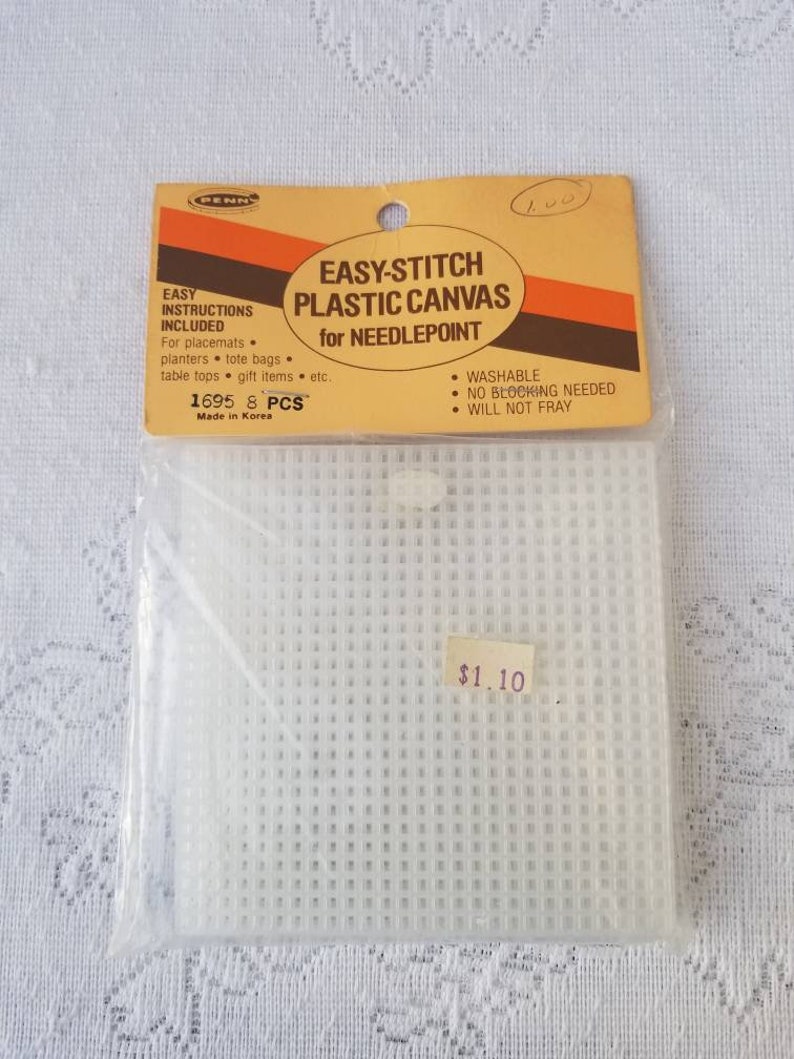 PENN
1.00
EASY-STITCH
PLASTIC CANVAS
for NEEDLEPOINT
EASY
INSTRUCTIONS
INCLUDED
For placemats •
planters • tote bags •
table tops • gift items • etc.
1695 8 PCS
Made in Korea
• WASHABLE
• NO BLOCKING NEEDED
• WILL NOT FRAY
$1.10